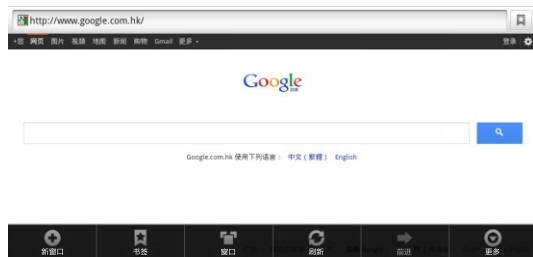 http://www.google.com.hk/
+您 网页 图片 视频 地图 新闻 购物 Gmail 更多 登录
Google
Google.com.hk 使用下列语言： 中文（繁體） English
新窗口 书签 窗口 刷新 前进 更多